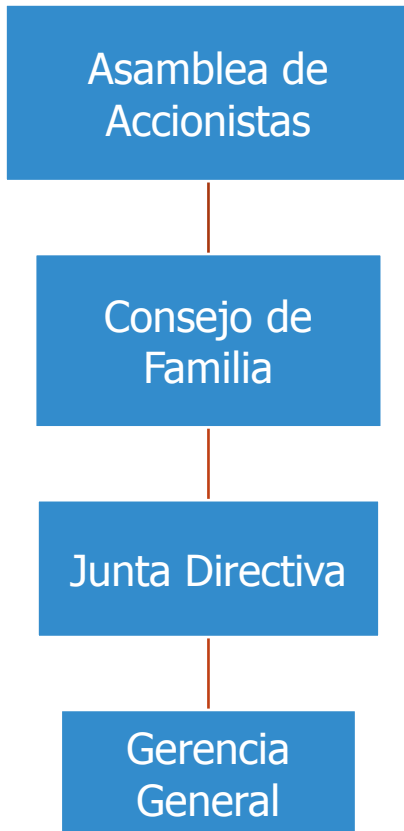 Asamblea de
Accionistas
Consejo de
Familia
Junta Directiva
Gerencia
General